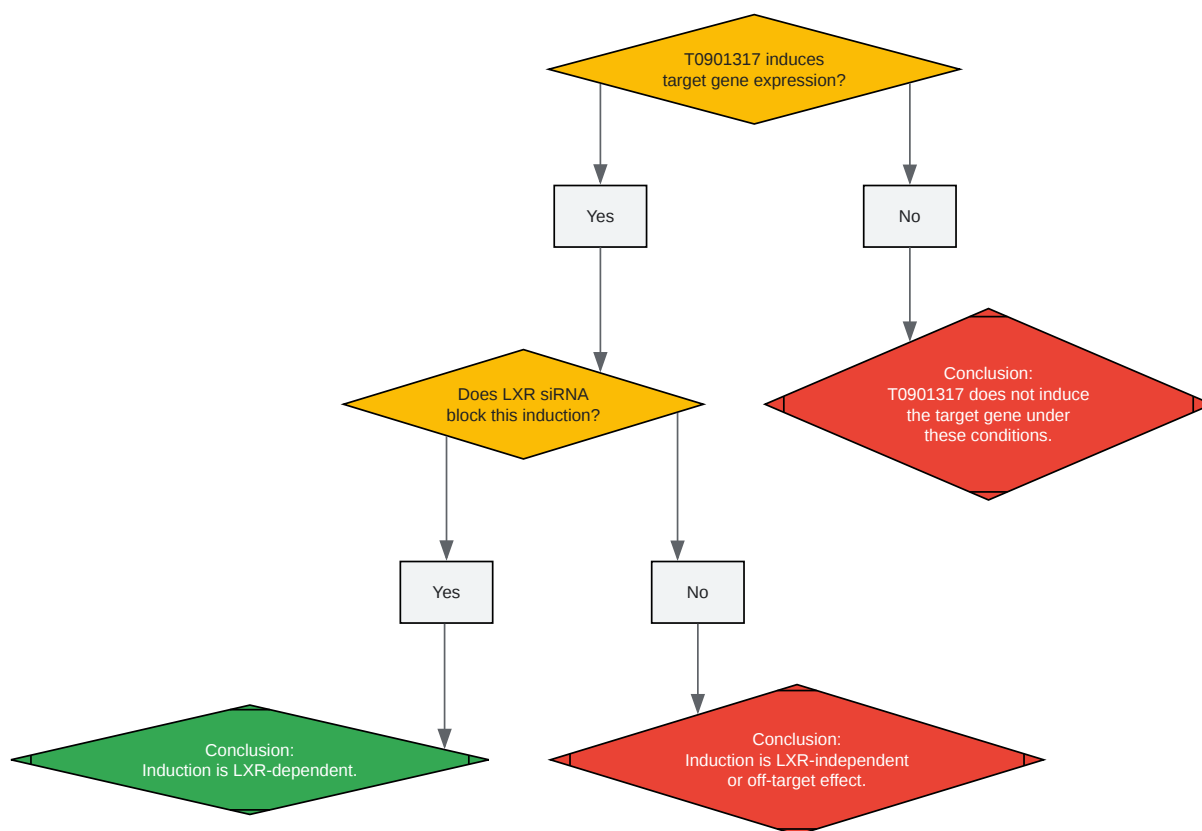 T0901317 induces
target gene expression?
Yes
No
Conclusion:
T0901317 does not induce
the target gene under
these conditions.
Does LXR siRNA
block this induction?
Yes
No
Conclusion:
Induction is LXR-dependent.
Conclusion:
Induction is LXR-independent
or off-target effect.